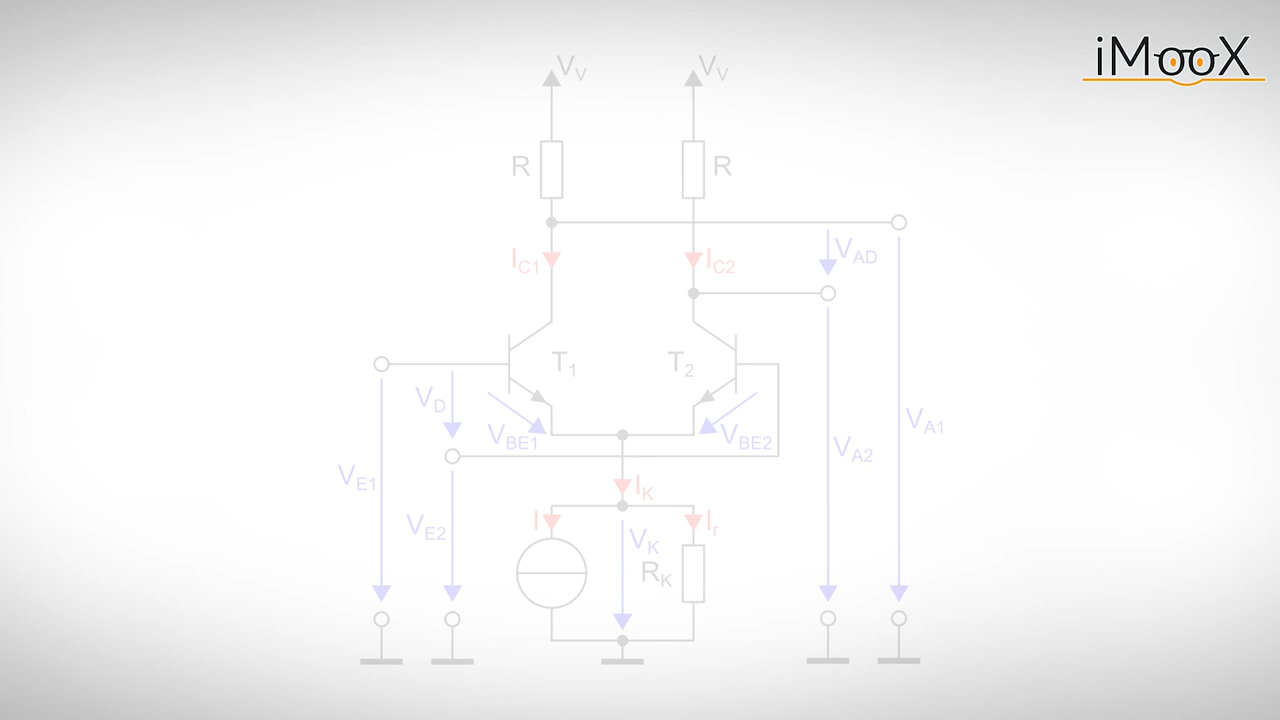 iMooX
V_V V_V
R R
I_C1 I_C2
V_AD
T_1 T_2
V_D
V_BE1 V_BE2
V_A1
V_A2
V_E1
I_K
V_E2
I I_r
V_K
R_K